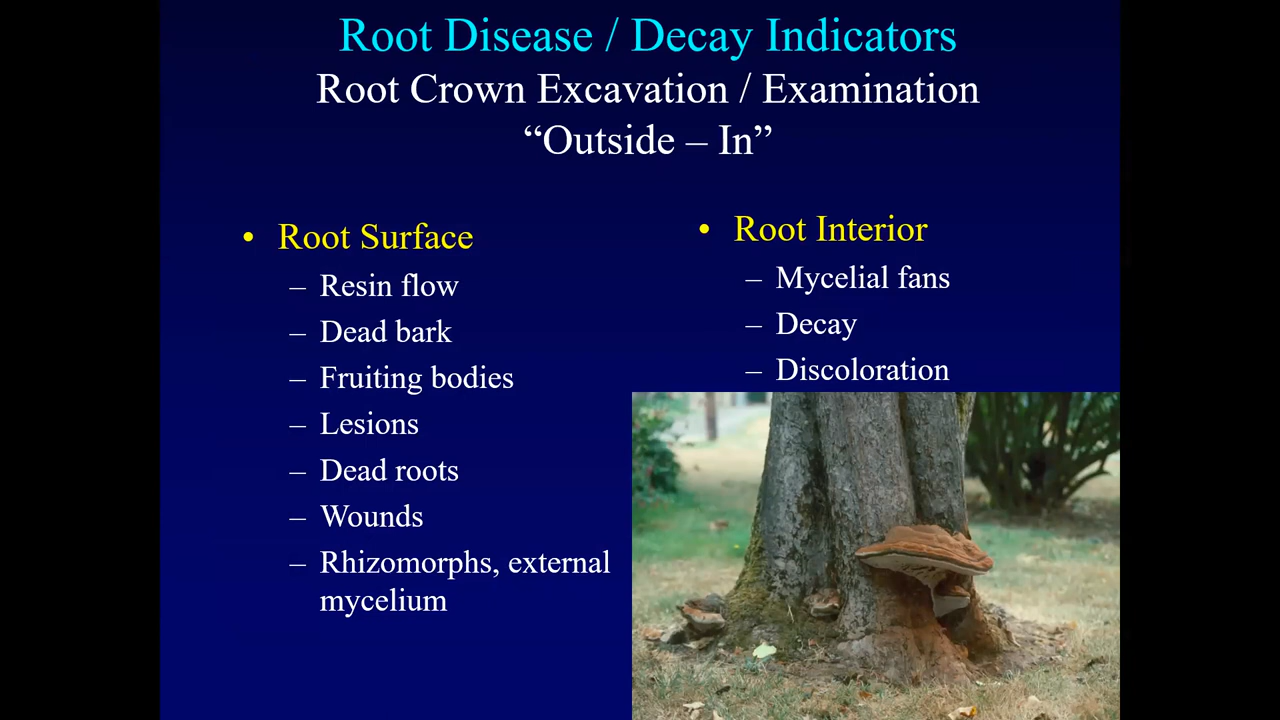 Root Disease / Decay Indicators
Root Crown Excavation / Examination
“Outside – In”
• Root Surface
– Resin flow
– Dead bark
– Fruiting bodies
– Lesions
– Dead roots
– Wounds
– Rhizomorphs, external
mycelium
• Root Interior
– Mycelial fans
– Decay
– Discoloration